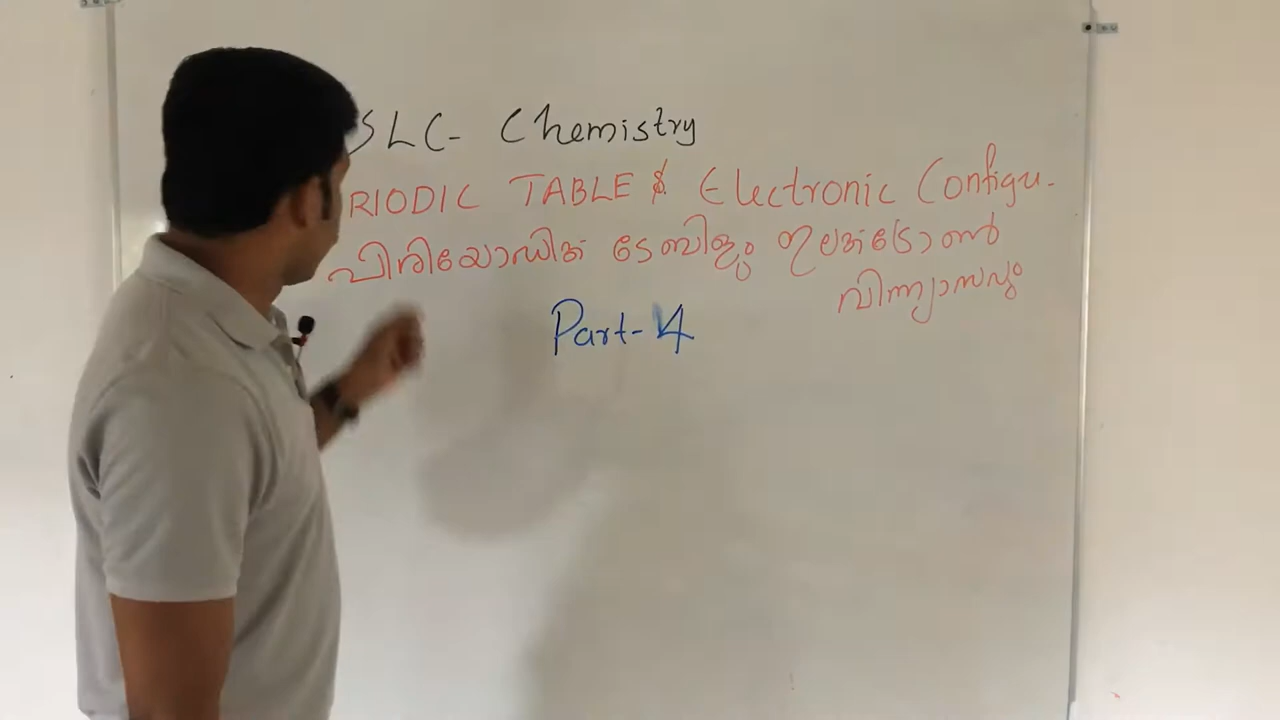 SLC - Chemistry
RIODIC TABLE & Electronic Configu-
പിരിയോഡിക് ടേബിളും ഇലക്ട്രോൺ
വിന്യാസവും
Part-4